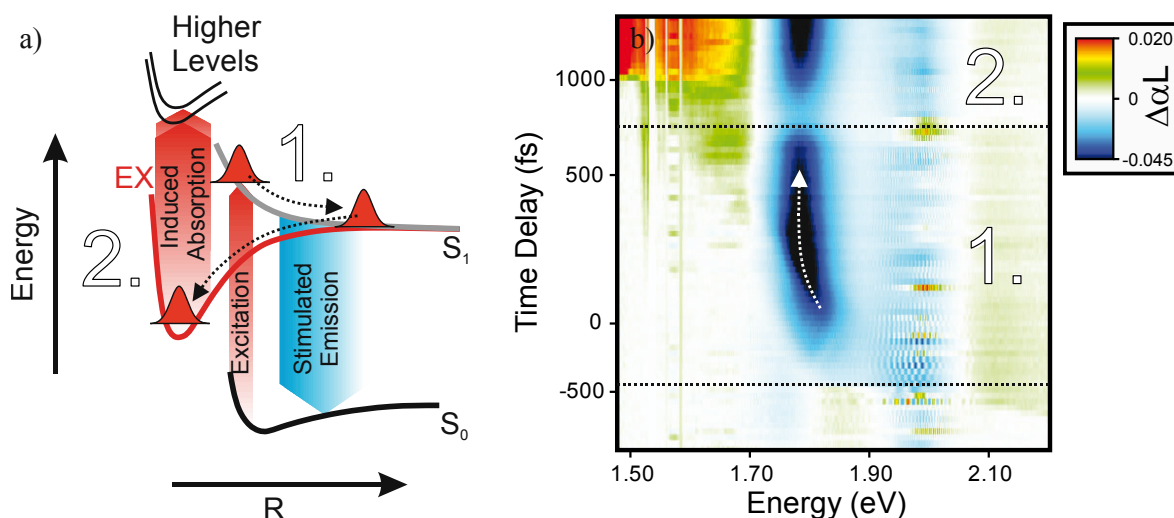 a)
Higher
Levels
1.
EX
Induced
Absorption
2.
Energy
Excitation
Stimulated
Emission
S1
S0
R
b)
2.
1.
Time Delay (fs)
1000
500
0
-500
1.50
1.70
1.90
2.10
Energy (eV)
0.020
0
-0.045
ΔαL